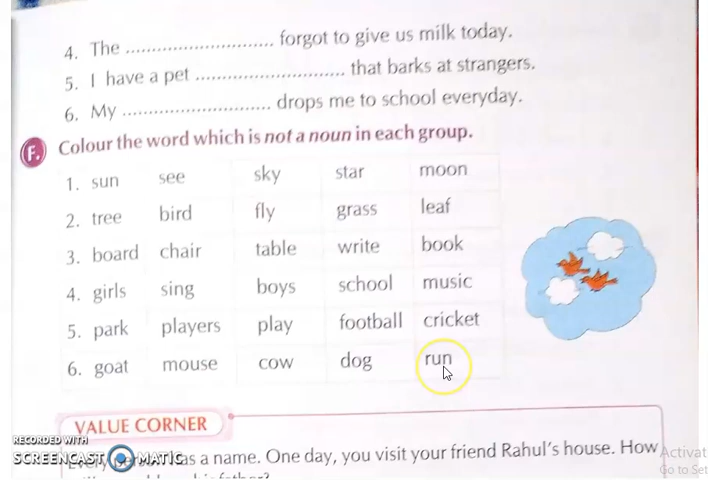 4. The ............................ forgot to give us milk today.
5. I have a pet ............................ that barks at strangers.
6. My ............................ drops me to school everyday.
F. Colour the word which is not a noun in each group.
1. sun see sky star moon
2. tree bird fly grass leaf
3. board chair table write book
4. girls sing boys school music
5. park players play football cricket
6. goat mouse cow dog run
VALUE CORNER
RECORDED WITH
SCREENCAST MATIC
as a name. One day, you visit your friend Rahul's house. How
Activat
Go to Set